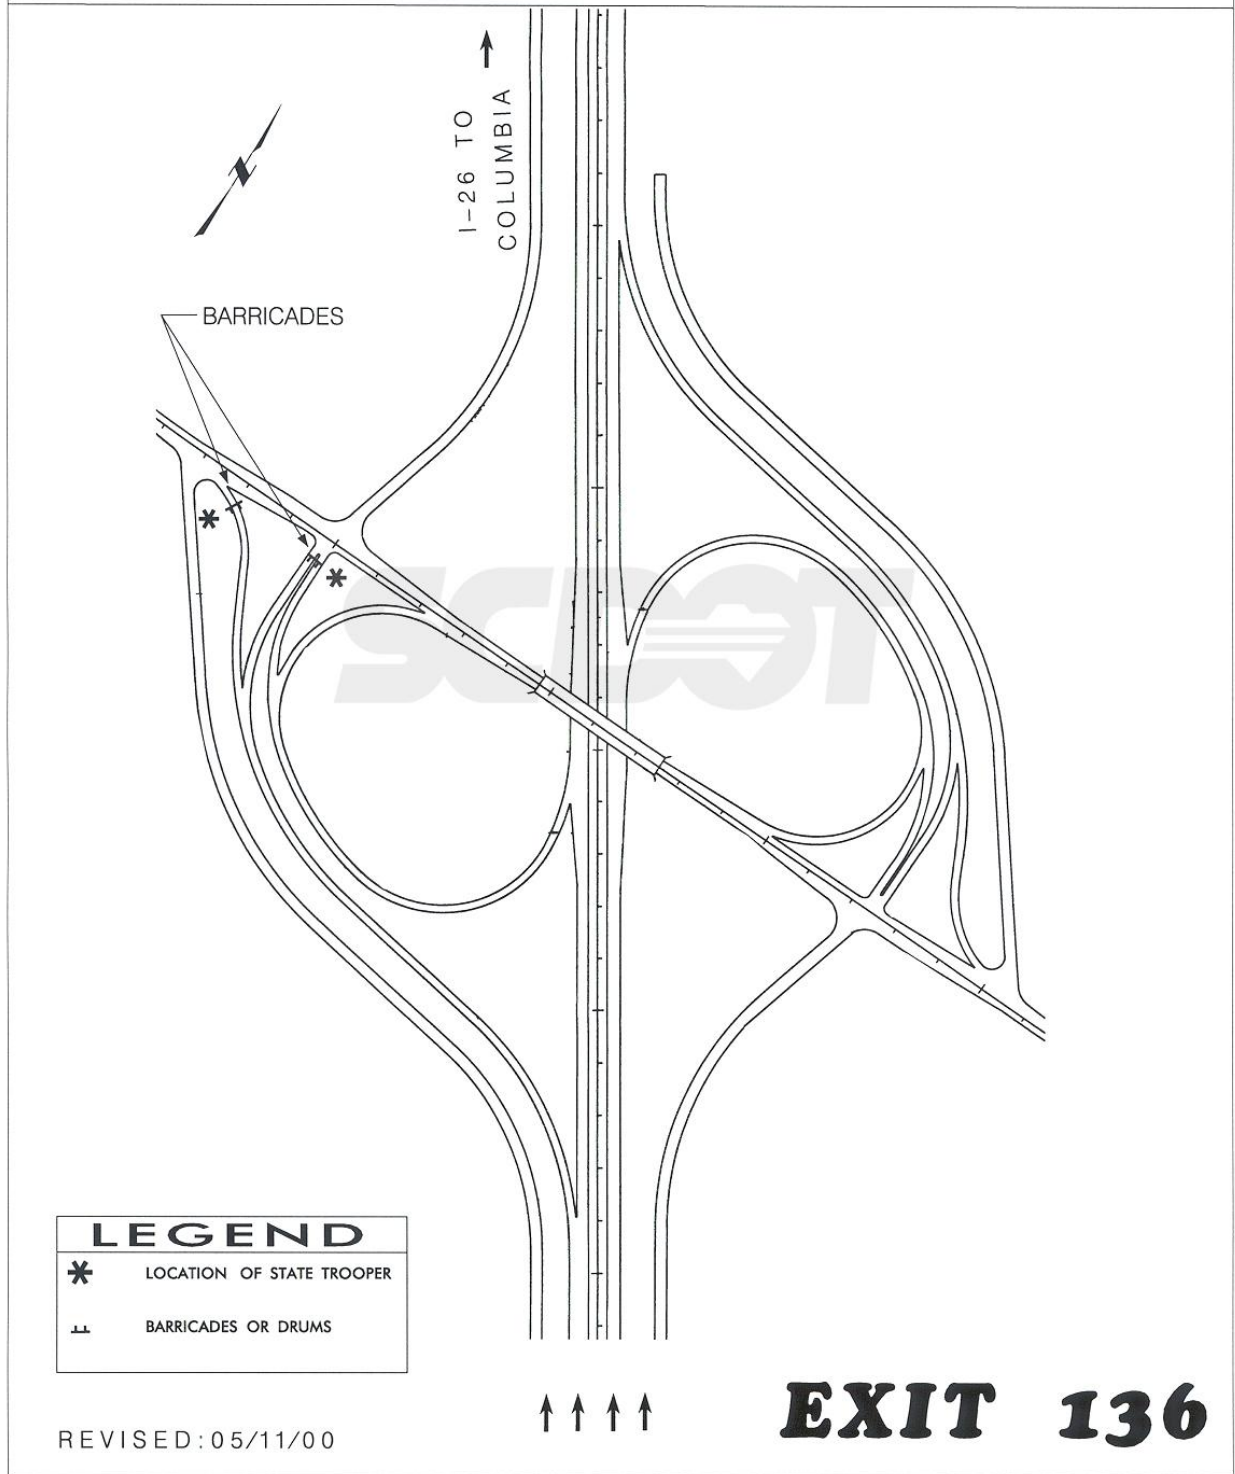 I-26 TO
COLUMBIA
N
BARRICADES
SCDOT
LEGEND
LOCATION OF STATE TROOPER
BARRICADES OR DRUMS
REVISED:05/11/00
EXIT 136